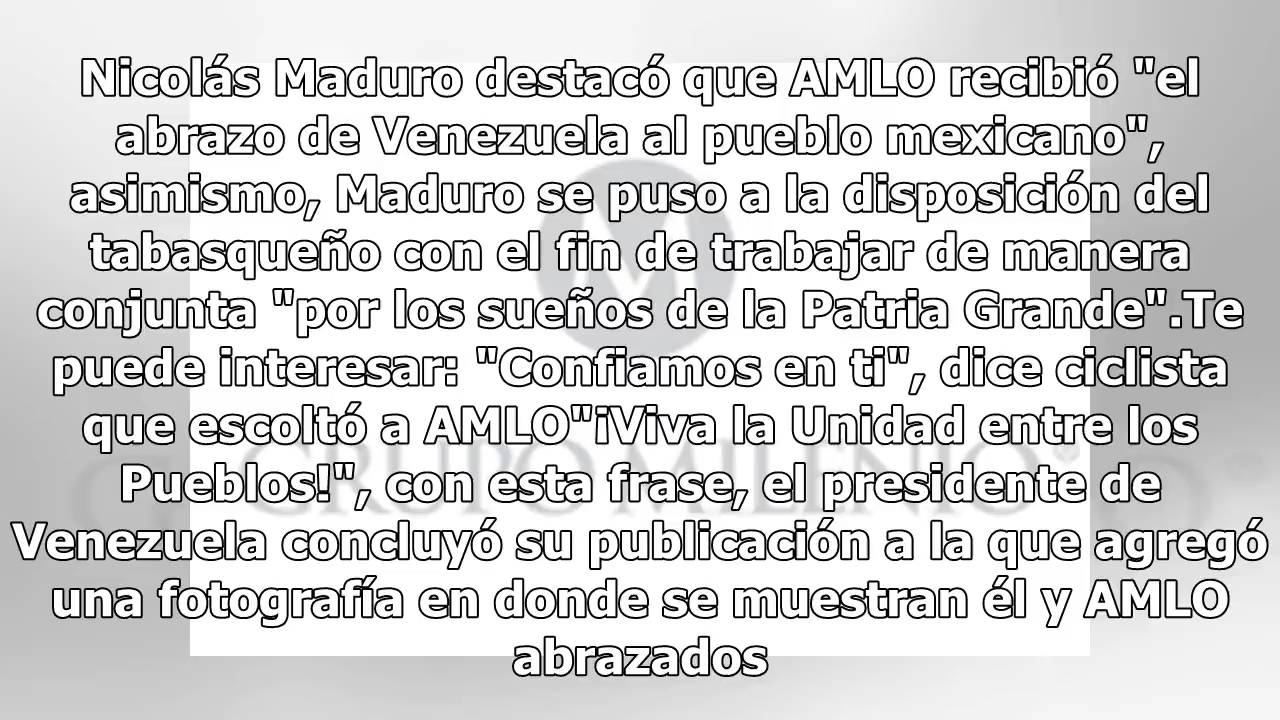 Nicolás Maduro destacó que AMLO recibió "el
abrazo de Venezuela al pueblo mexicano",
asimismo, Maduro se puso a la disposición del
tabasqueño con el fin de trabajar de manera
conjunta "por los sueños de la Patria Grande".Te
puede interesar: "Confiamos en ti", dice ciclista
que escoltó a AMLO"¡Viva la Unidad entre los
Pueblos!", con esta frase, el presidente de
Venezuela concluyó su publicación a la que agregó
una fotografía en donde se muestran él y AMLO
abrazados
GRUPO MILENIO®